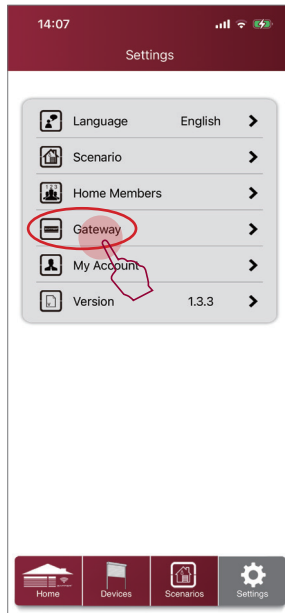 14:07
Settings
Language English
Scenario
Home Members
Gateway
My Account
Version 1.3.3
Home Devices Scenarios Settings